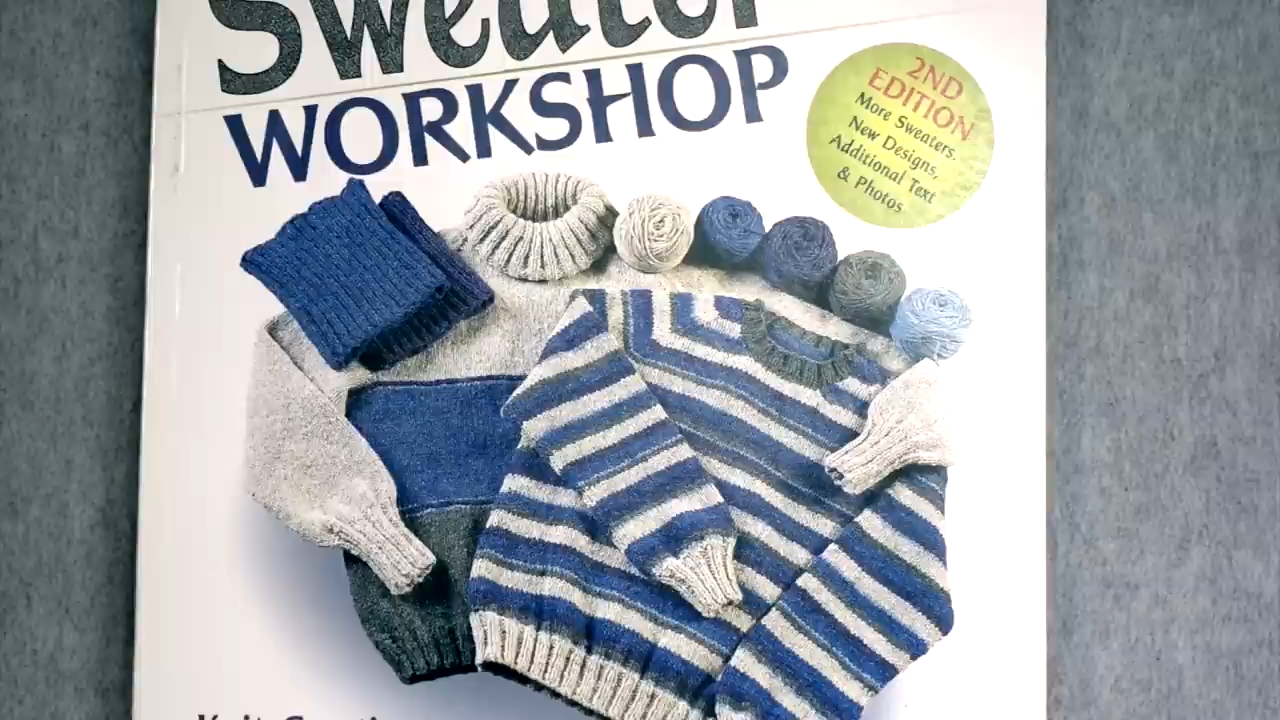 Sweater
WORKSHOP
2ND
EDITION
More Sweaters,
New Designs,
Additional Text
& Photos